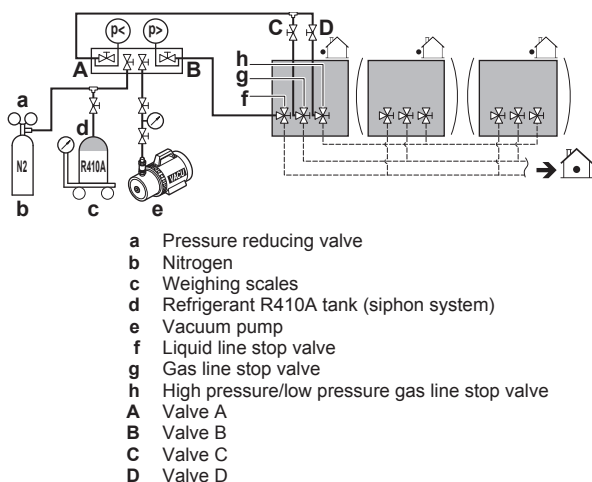 p< p>
C D
A B
h
g
f
a
d
N2 R410A VACU
b c e
a Pressure reducing valve
b Nitrogen
c Weighing scales
d Refrigerant R410A tank (siphon system)
e Vacuum pump
f Liquid line stop valve
g Gas line stop valve
h High pressure/low pressure gas line stop valve
A Valve A
B Valve B
C Valve C
D Valve D